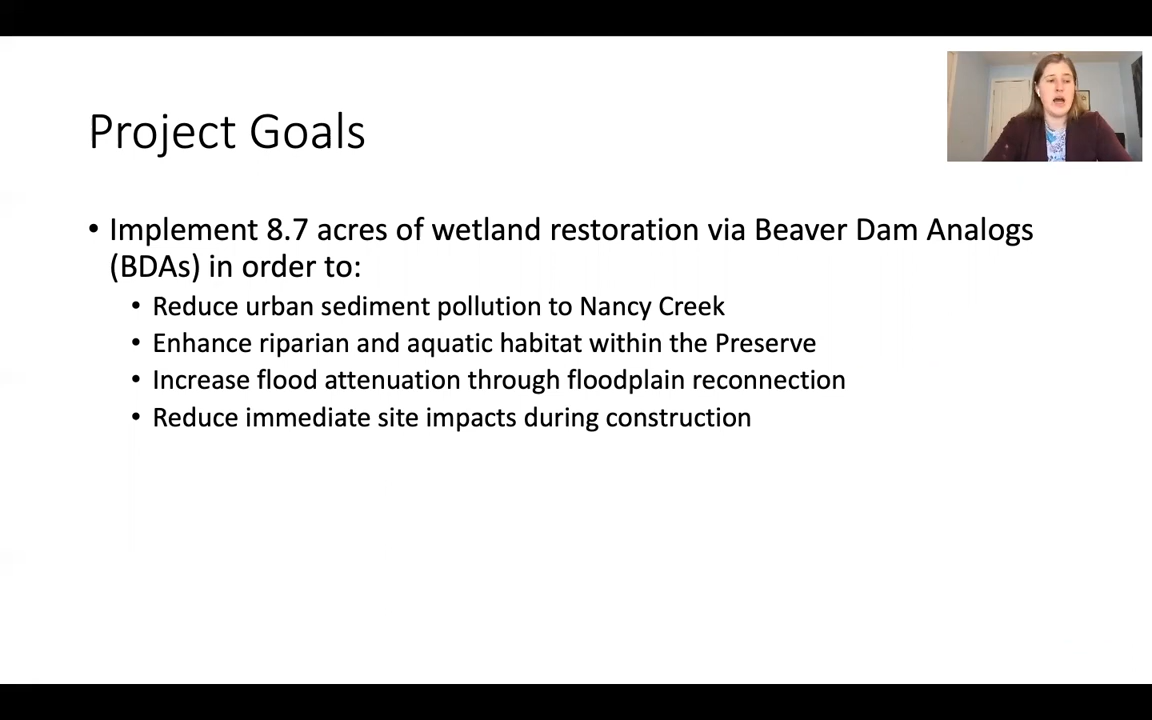 Project Goals
• Implement 8.7 acres of wetland restoration via Beaver Dam Analogs
(BDAs) in order to:
• Reduce urban sediment pollution to Nancy Creek
• Enhance riparian and aquatic habitat within the Preserve
• Increase flood attenuation through floodplain reconnection
• Reduce immediate site impacts during construction